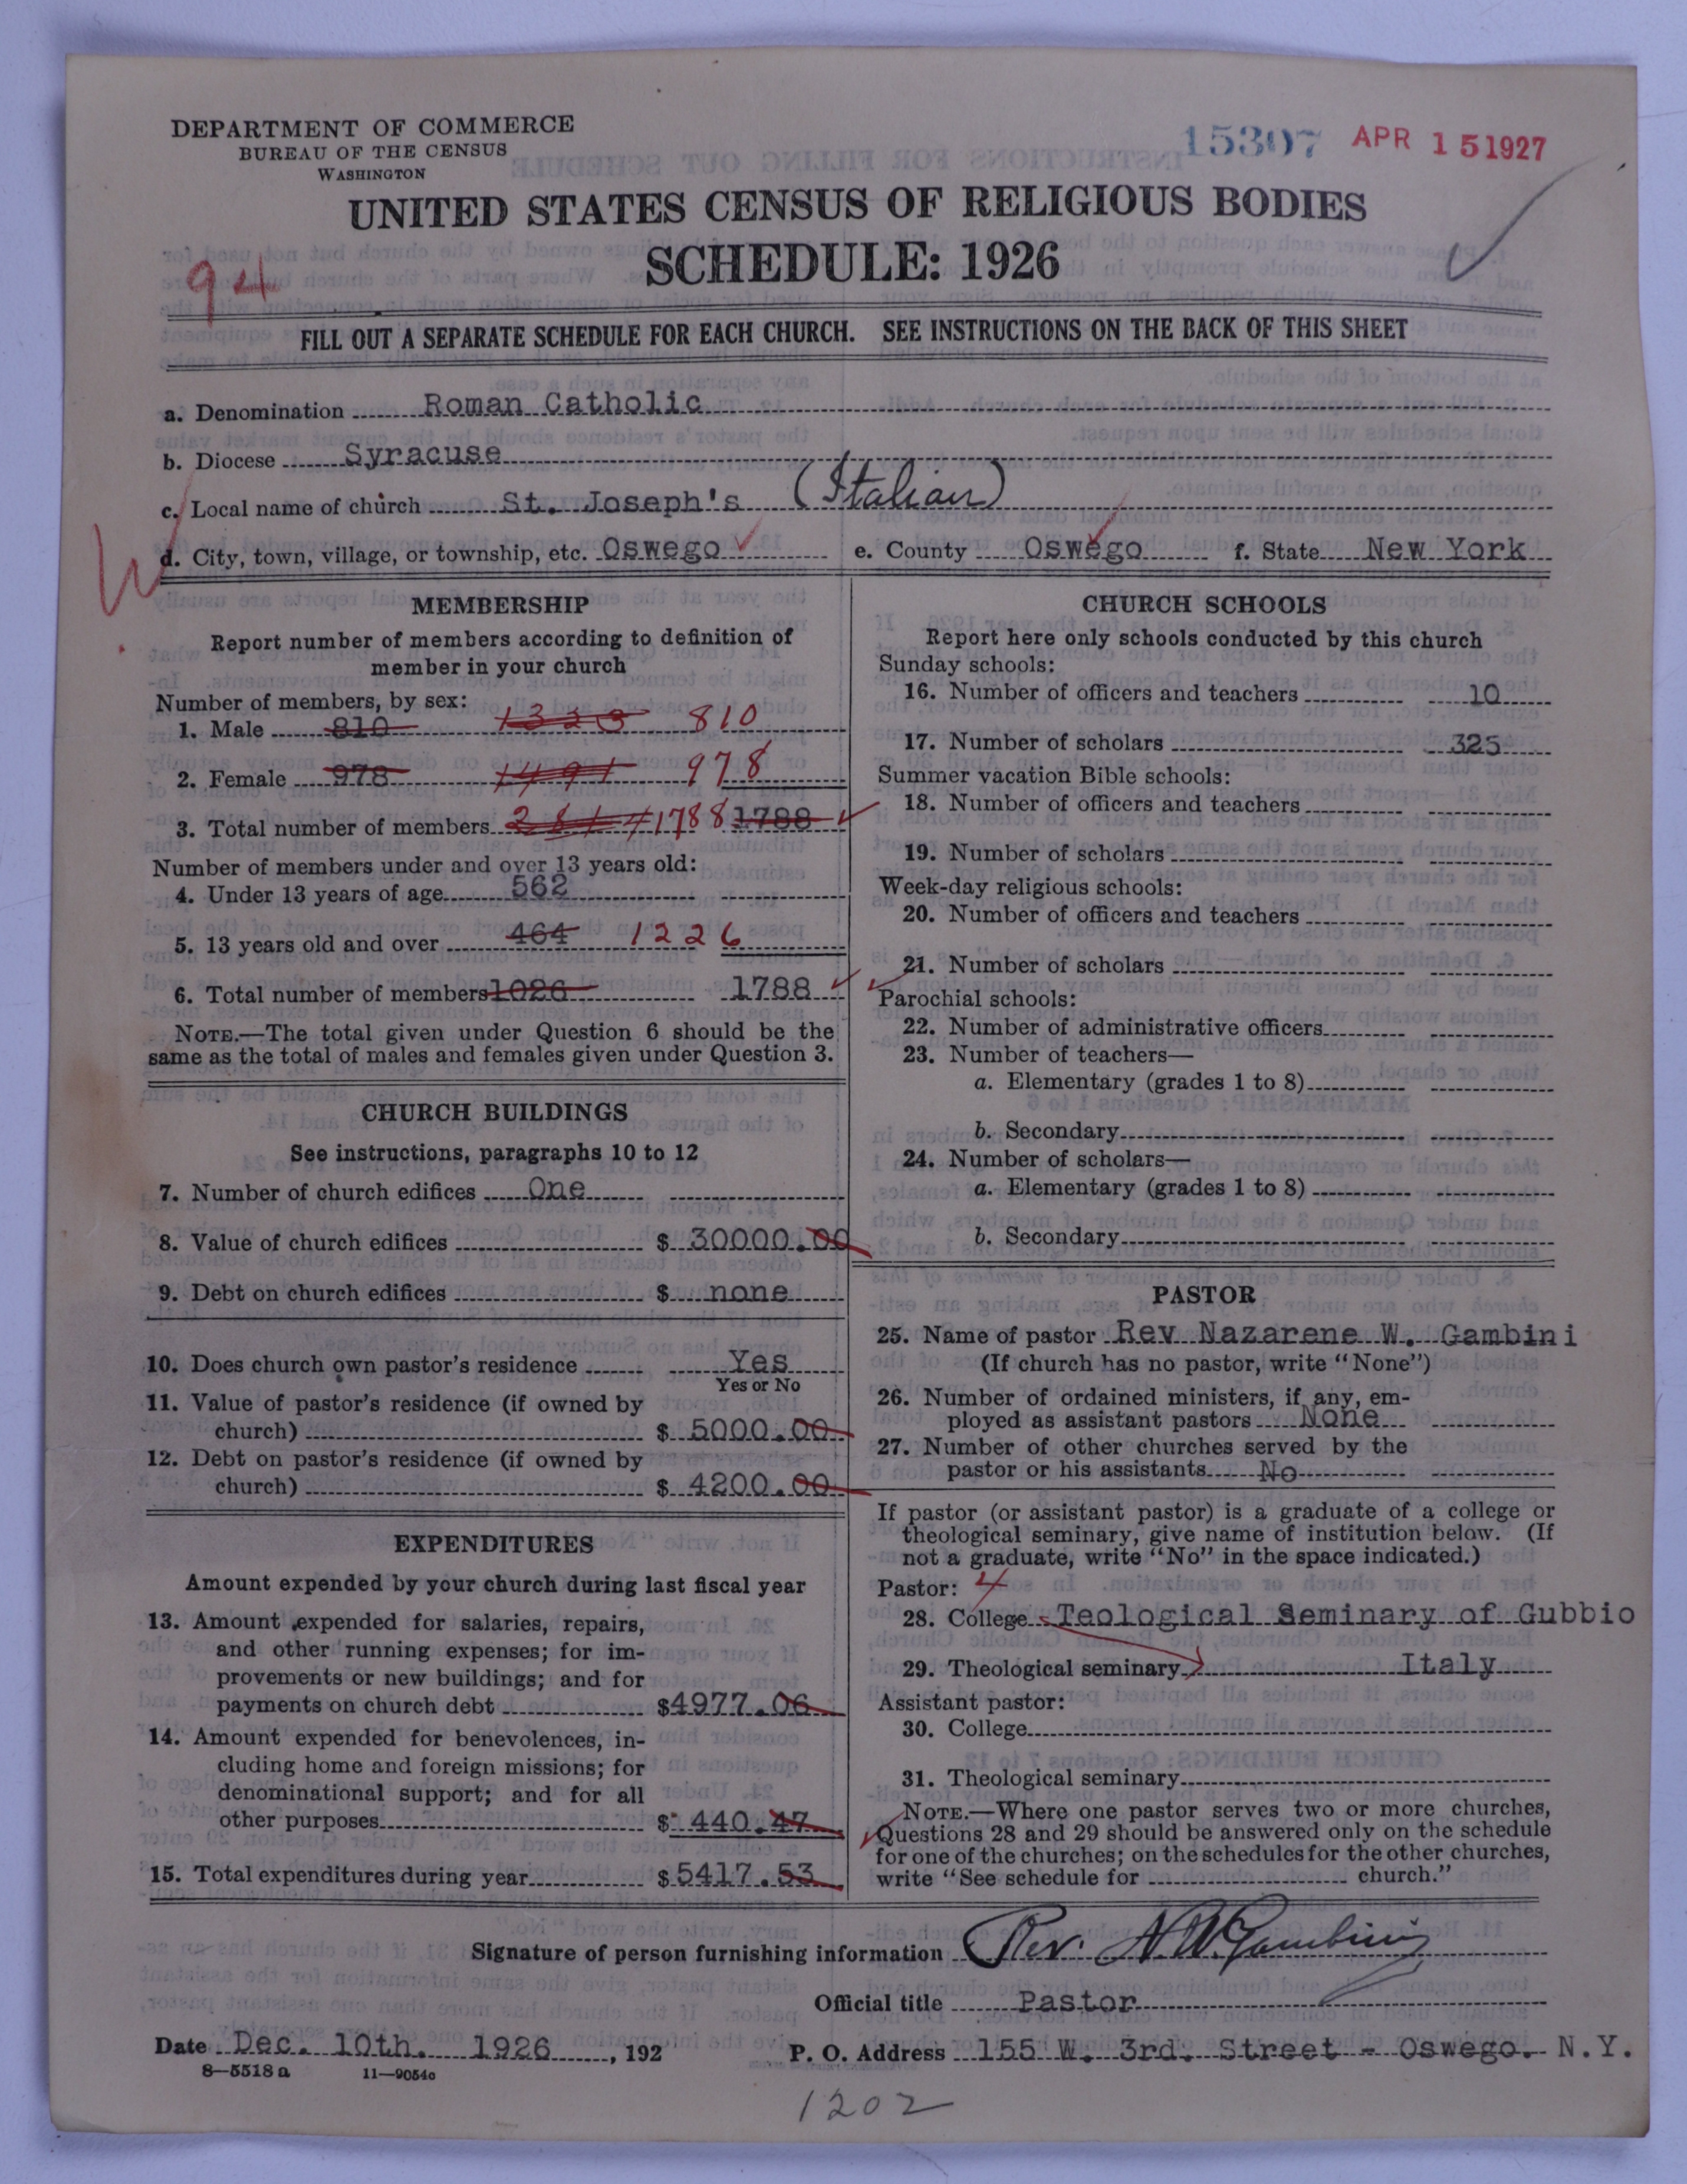 DEPARTMENT OF COMMERCE
BUREAU OF THE CENSUS
WASHINGTON
15307 APR 15 1927
UNITED STATES CENSUS OF RELIGIOUS BODIES
SCHEDULE: 1926
94
FILL OUT A SEPARATE SCHEDULE FOR EACH CHURCH. SEE INSTRUCTIONS ON THE BACK OF THIS SHEET
a. Denomination Roman Catholic
b. Diocese Syracuse
c. Local name of church St. Joseph's (Italian)
d. City, town, village, or township, etc. Oswego e. County Oswego f. State New York
MEMBERSHIP
Report number of members according to definition of
member in your church
Number of members, by sex:
1. Male 810 1323 810
2. Female 978 1491 978
3. Total number of members 2814 1788 1788
Number of members under and over 13 years old:
4. Under 13 years of age 562
5. 13 years old and over 464 1226
6. Total number of members 1026 1788
NOTE.—The total given under Question 6 should be the
same as the total of males and females given under Question 3.
CHURCH BUILDINGS
See instructions, paragraphs 10 to 12
7. Number of church edifices One
8. Value of church edifices $ 30000.00
9. Debt on church edifices $ none
10. Does church own pastor's residence Yes
Yes or No
11. Value of pastor's residence (if owned by
church) $ 5000.00
12. Debt on pastor's residence (if owned by
church) $ 4200.00
EXPENDITURES
Amount expended by your church during last fiscal year
13. Amount expended for salaries, repairs,
and other running expenses; for im-
provements or new buildings; and for
payments on church debt $4977.06
14. Amount expended for benevolences, in-
cluding home and foreign missions; for
denominational support; and for all
other purposes $ 440.47
15. Total expenditures during year $5417.53
CHURCH SCHOOLS
Report here only schools conducted by this church
Sunday schools:
16. Number of officers and teachers 10
17. Number of scholars 325
Summer vacation Bible schools:
18. Number of officers and teachers
19. Number of scholars
Week-day religious schools:
20. Number of officers and teachers
21. Number of scholars
Parochial schools:
22. Number of administrative officers
23. Number of teachers—
a. Elementary (grades 1 to 8)
b. Secondary
24. Number of scholars—
a. Elementary (grades 1 to 8)
b. Secondary
PASTOR
25. Name of pastor Rev Nazarene W. Gambini
(If church has no pastor, write "None")
26. Number of ordained ministers, if any, em-
ployed as assistant pastors None
27. Number of other churches served by the
pastor or his assistants No
If pastor (or assistant pastor) is a graduate of a college or
theological seminary, give name of institution below. (If
not a graduate, write "No" in the space indicated.)
Pastor: 4
28. College Teological Seminary of Gubbio
29. Theological seminary Italy
Assistant pastor:
30. College
31. Theological seminary
NOTE.—Where one pastor serves two or more churches,
Questions 28 and 29 should be answered only on the schedule
for one of the churches; on the schedules for the other churches,
write "See schedule for church."
Signature of person furnishing information Rev. N. W. Gambini
Official title Pastor
Date Dec. 10th. 1926, 192 P. O. Address 155 W. 3rd. Street - Oswego. N.Y.
8—5518a 11—9054c
1202